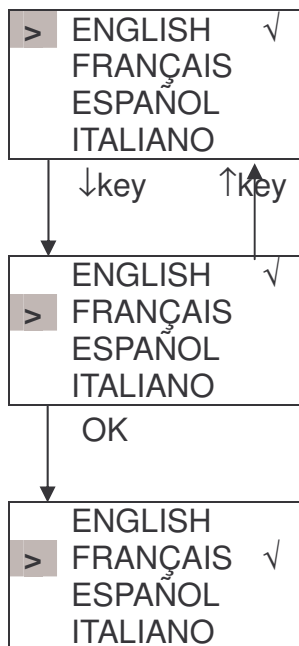 > ENGLISH √
FRANÇAIS
ESPAÑOL
ITALIANO
↓key ↑key
ENGLISH √
> FRANÇAIS
ESPAÑOL
ITALIANO
OK
ENGLISH
> FRANÇAIS √
ESPAÑOL
ITALIANO